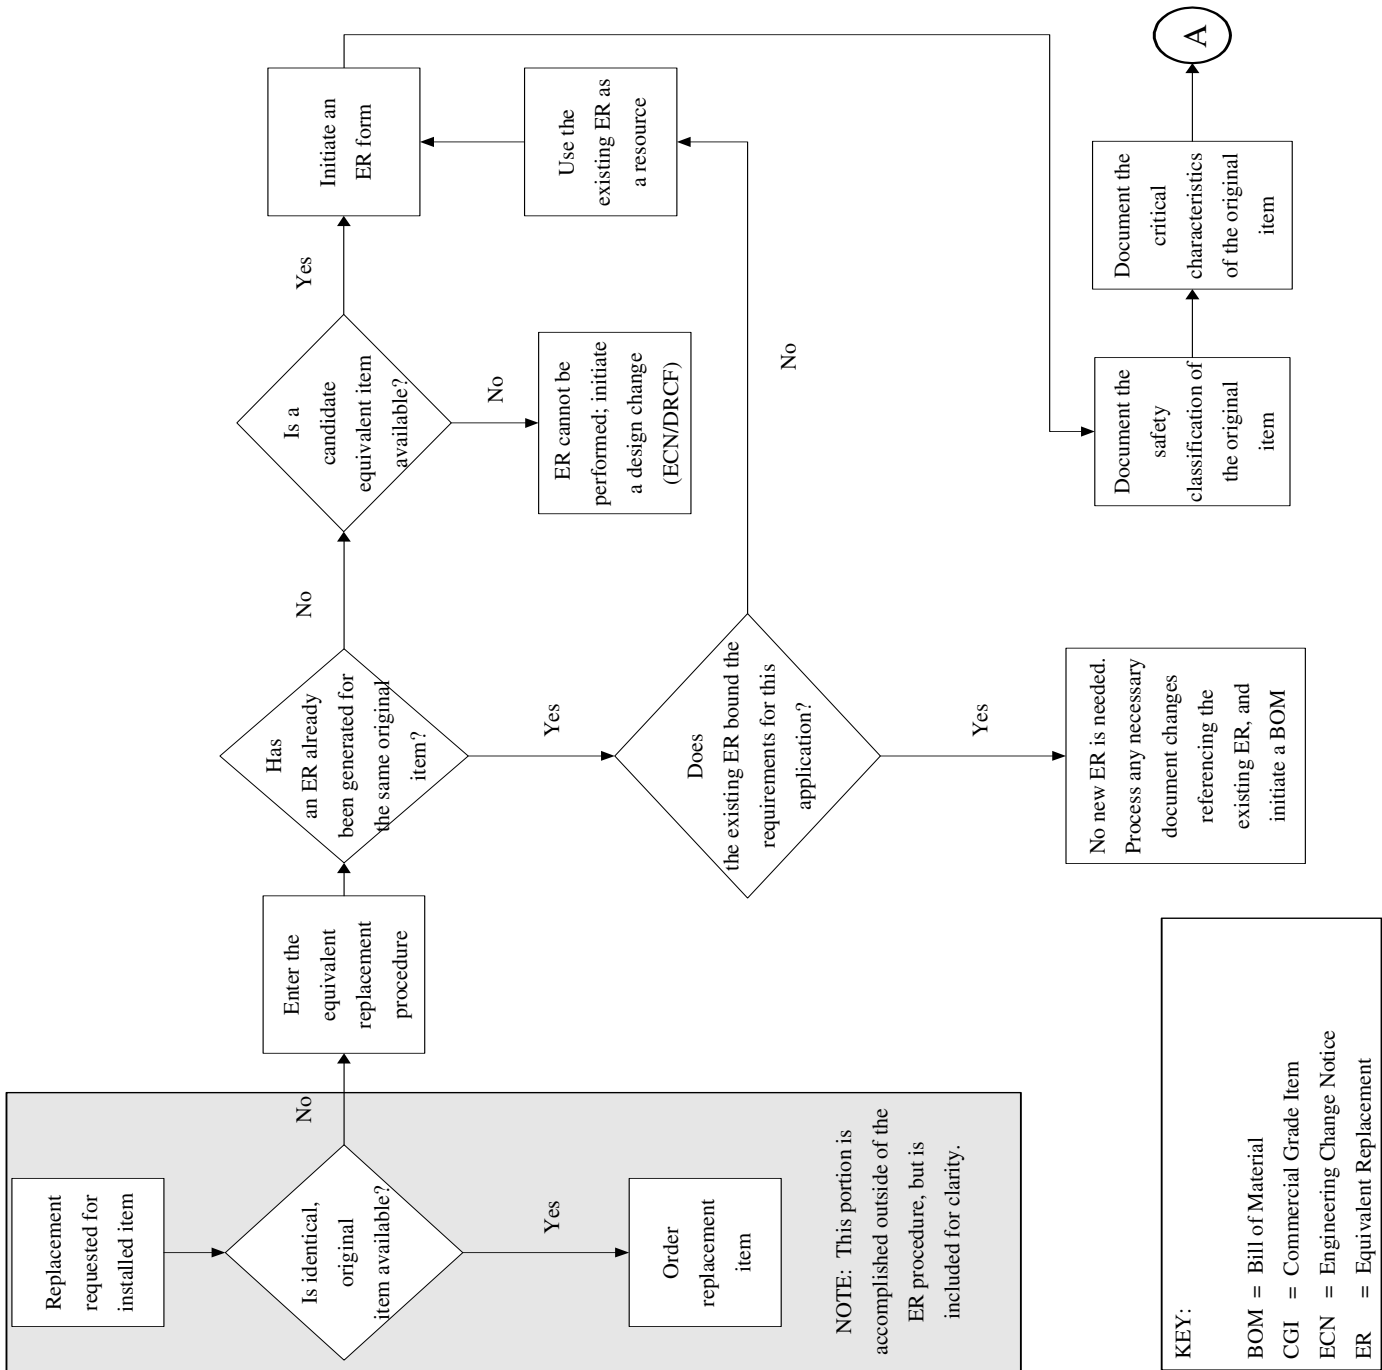 Replacement
requested for
installed item
Is identical,
original
item available?
Yes
Order
replacement
item
No
NOTE: This portion is
accomplished outside of the
ER procedure, but is
included for clarity.
Enter the
equivalent
replacement
procedure
Has
an ER already
been generated for
the same original
item?
No
Yes
Does
the existing ER bound the
requirements for this
application?
Yes
No
No new ER is needed.
Process any necessary
document changes
referencing the
existing ER, and
initiate a BOM
Is a
candidate
equivalent item
available?
Yes
No
ER cannot be
performed; initiate
a design change
(ECN/DRCF)
Initiate an
ER form
Use the
existing ER as
a resource
Document the
safety
classification of
the original
item
Document the
critical
characteristics
of the original
item
A
KEY:
BOM = Bill of Material
CGI = Commercial Grade Item
ECN = Engineering Change Notice
ER = Equivalent Replacement